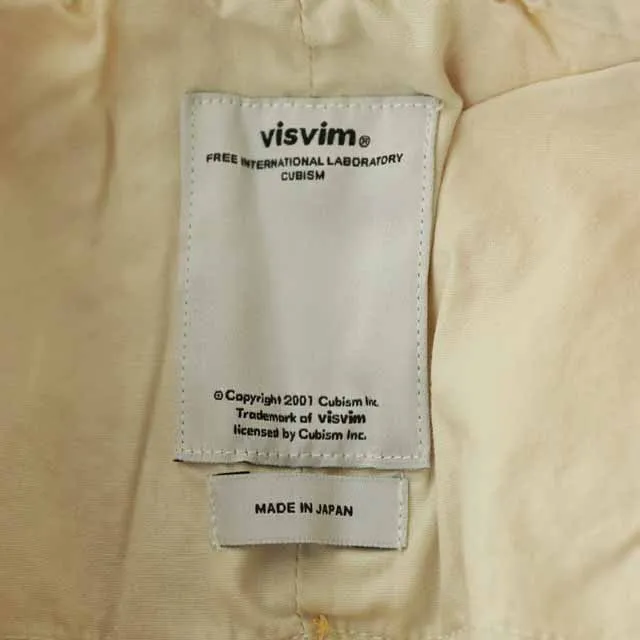 visvim®
FREE INTERNATIONAL LABORATORY
CUBISM
© Copyright 2001 Cubism Inc.
Trademark of visvim
licensed by Cubism Inc.
MADE IN JAPAN